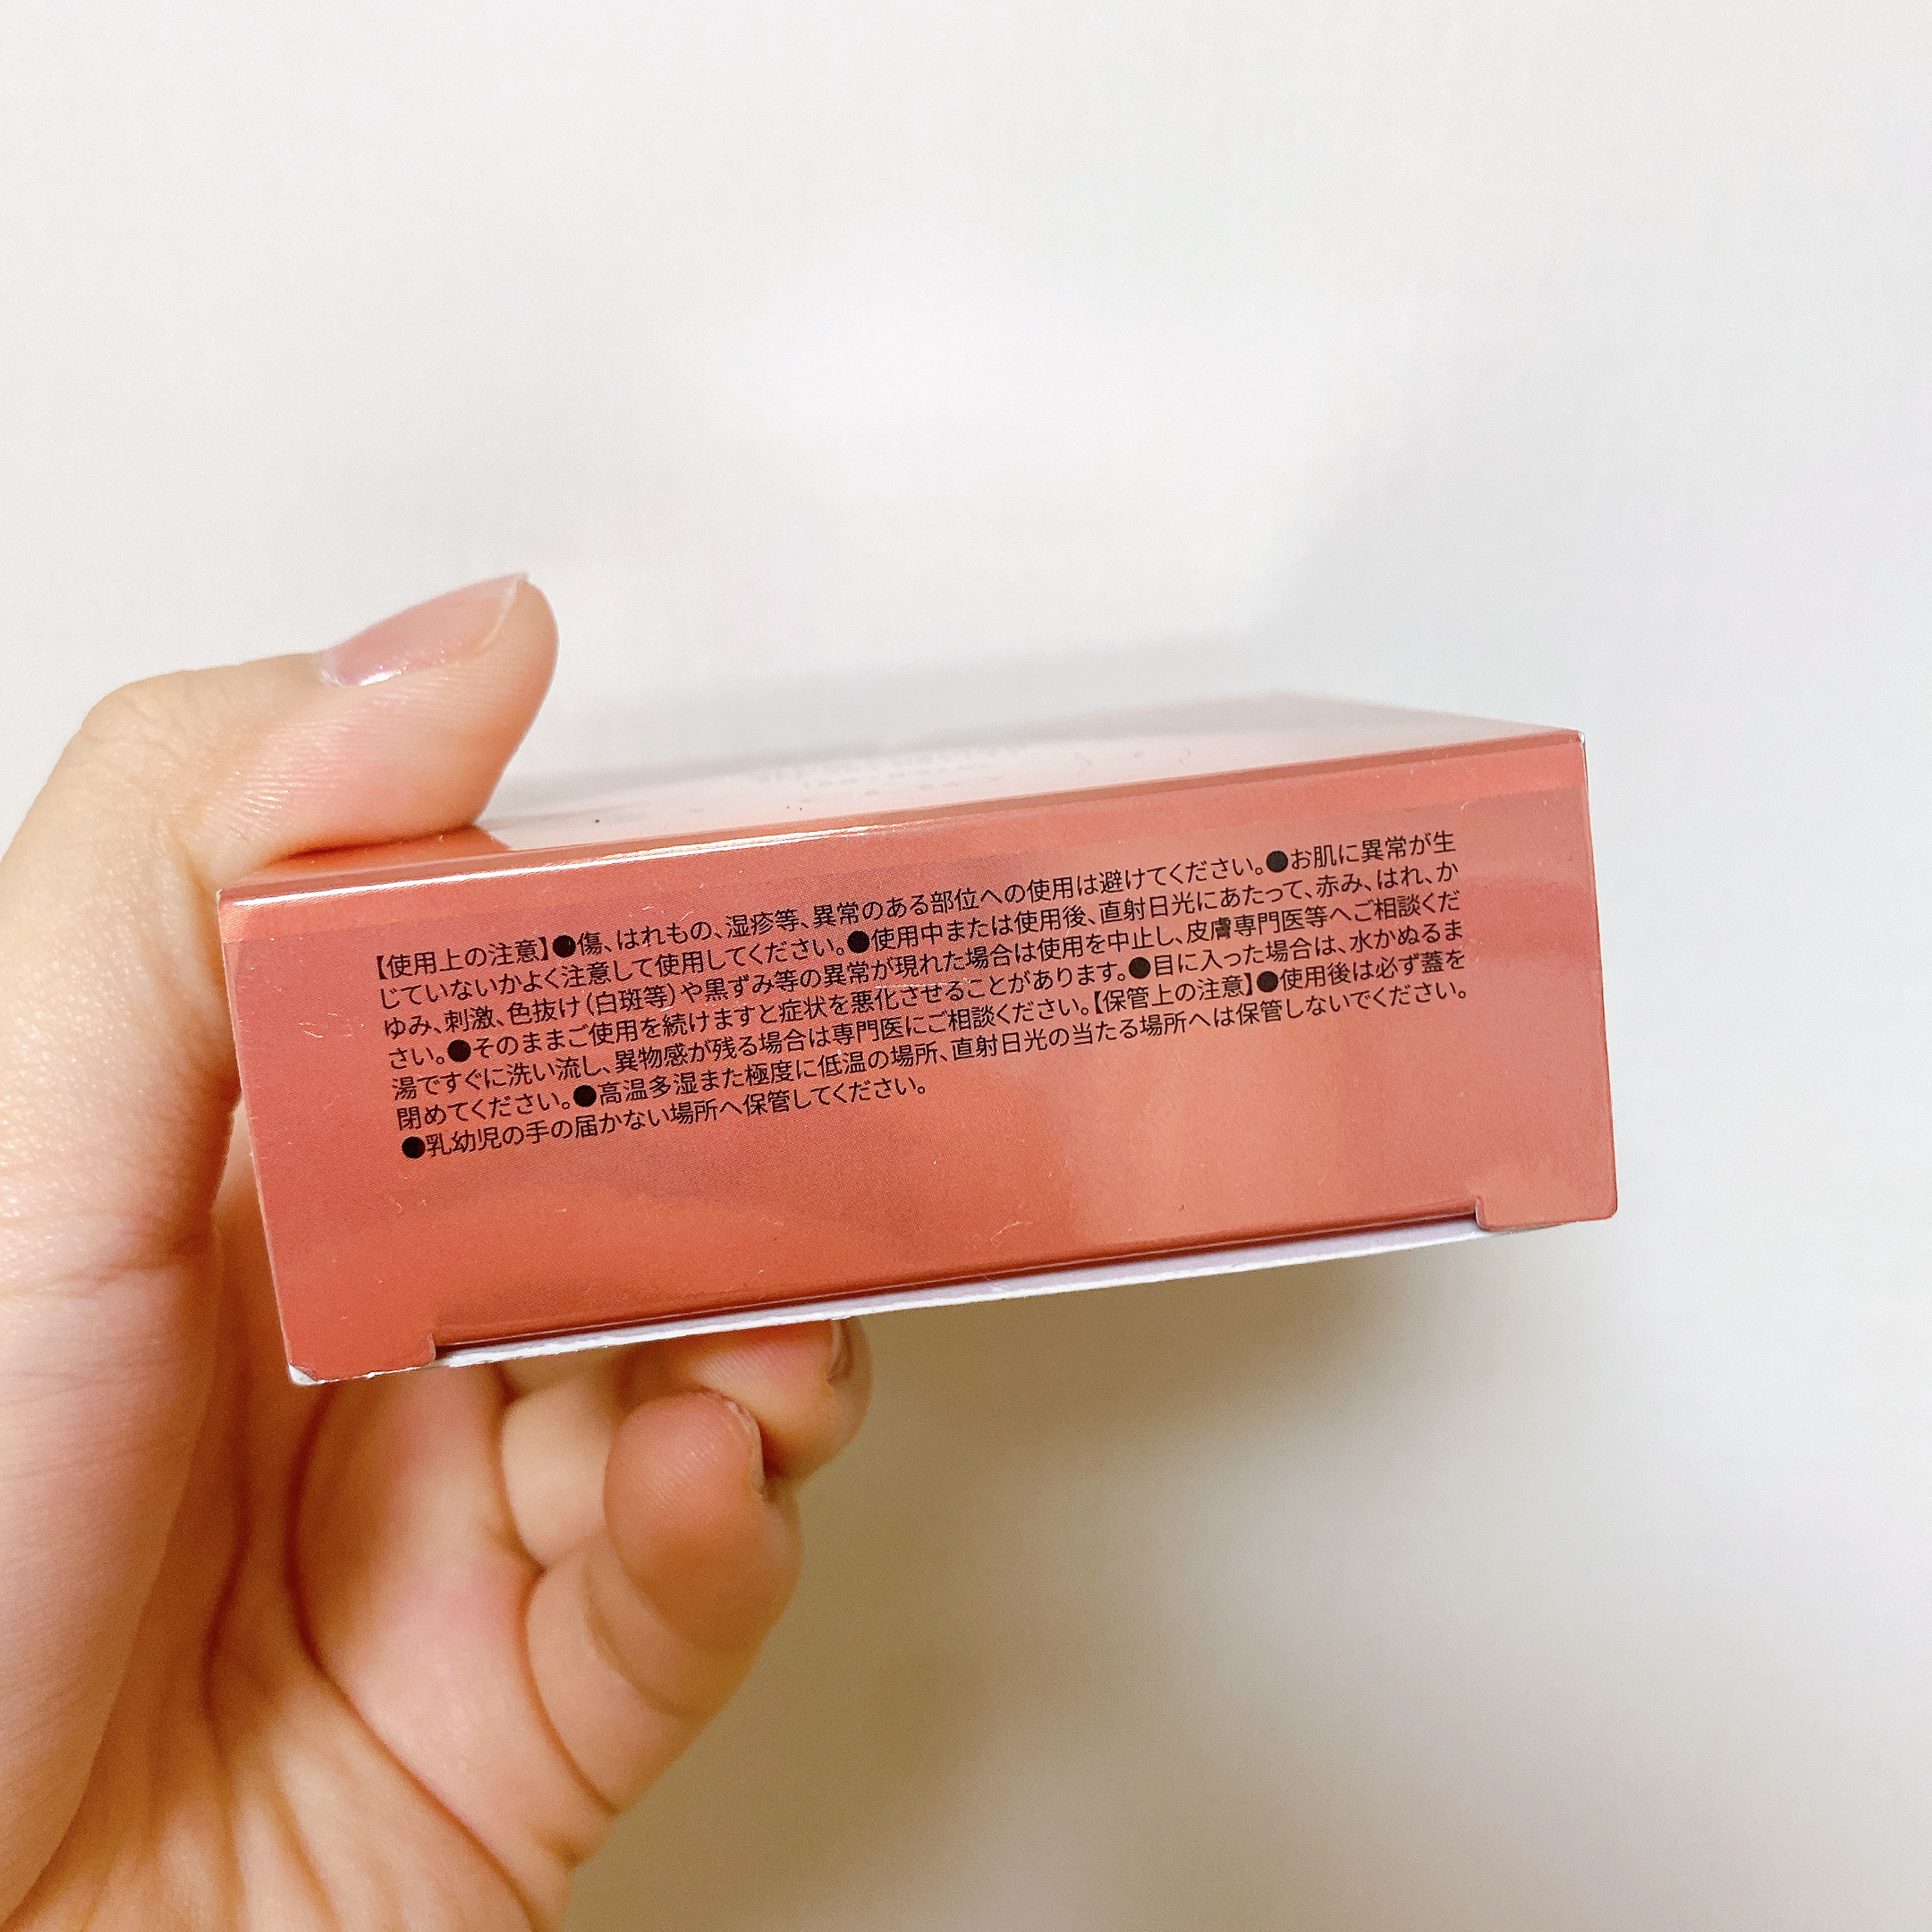 【使用上の注意】●傷、はれもの、湿疹等、異常のある部位への使用は避けてください。●お肌に異常が生
じていないかよく注意して使用してください。●使用中または使用後、直射日光にあたって、赤み、はれ、か
ゆみ、刺激、色抜け(白斑等)や黒ずみ等の異常が現れた場合は使用を中止し、皮膚専門医等へご相談くだ
さい。●そのままご使用を続けますと症状を悪化させることがあります。●目に入った場合は、水かぬるま
湯ですぐに洗い流し、異物感が残る場合は専門医にご相談ください。【保管上の注意】●使用後は必ず蓋を
閉めてください。●高温多湿また極度に低温の場所、直射日光の当たる場所へは保管しないでください。
●乳幼児の手の届かない場所へ保管してください。